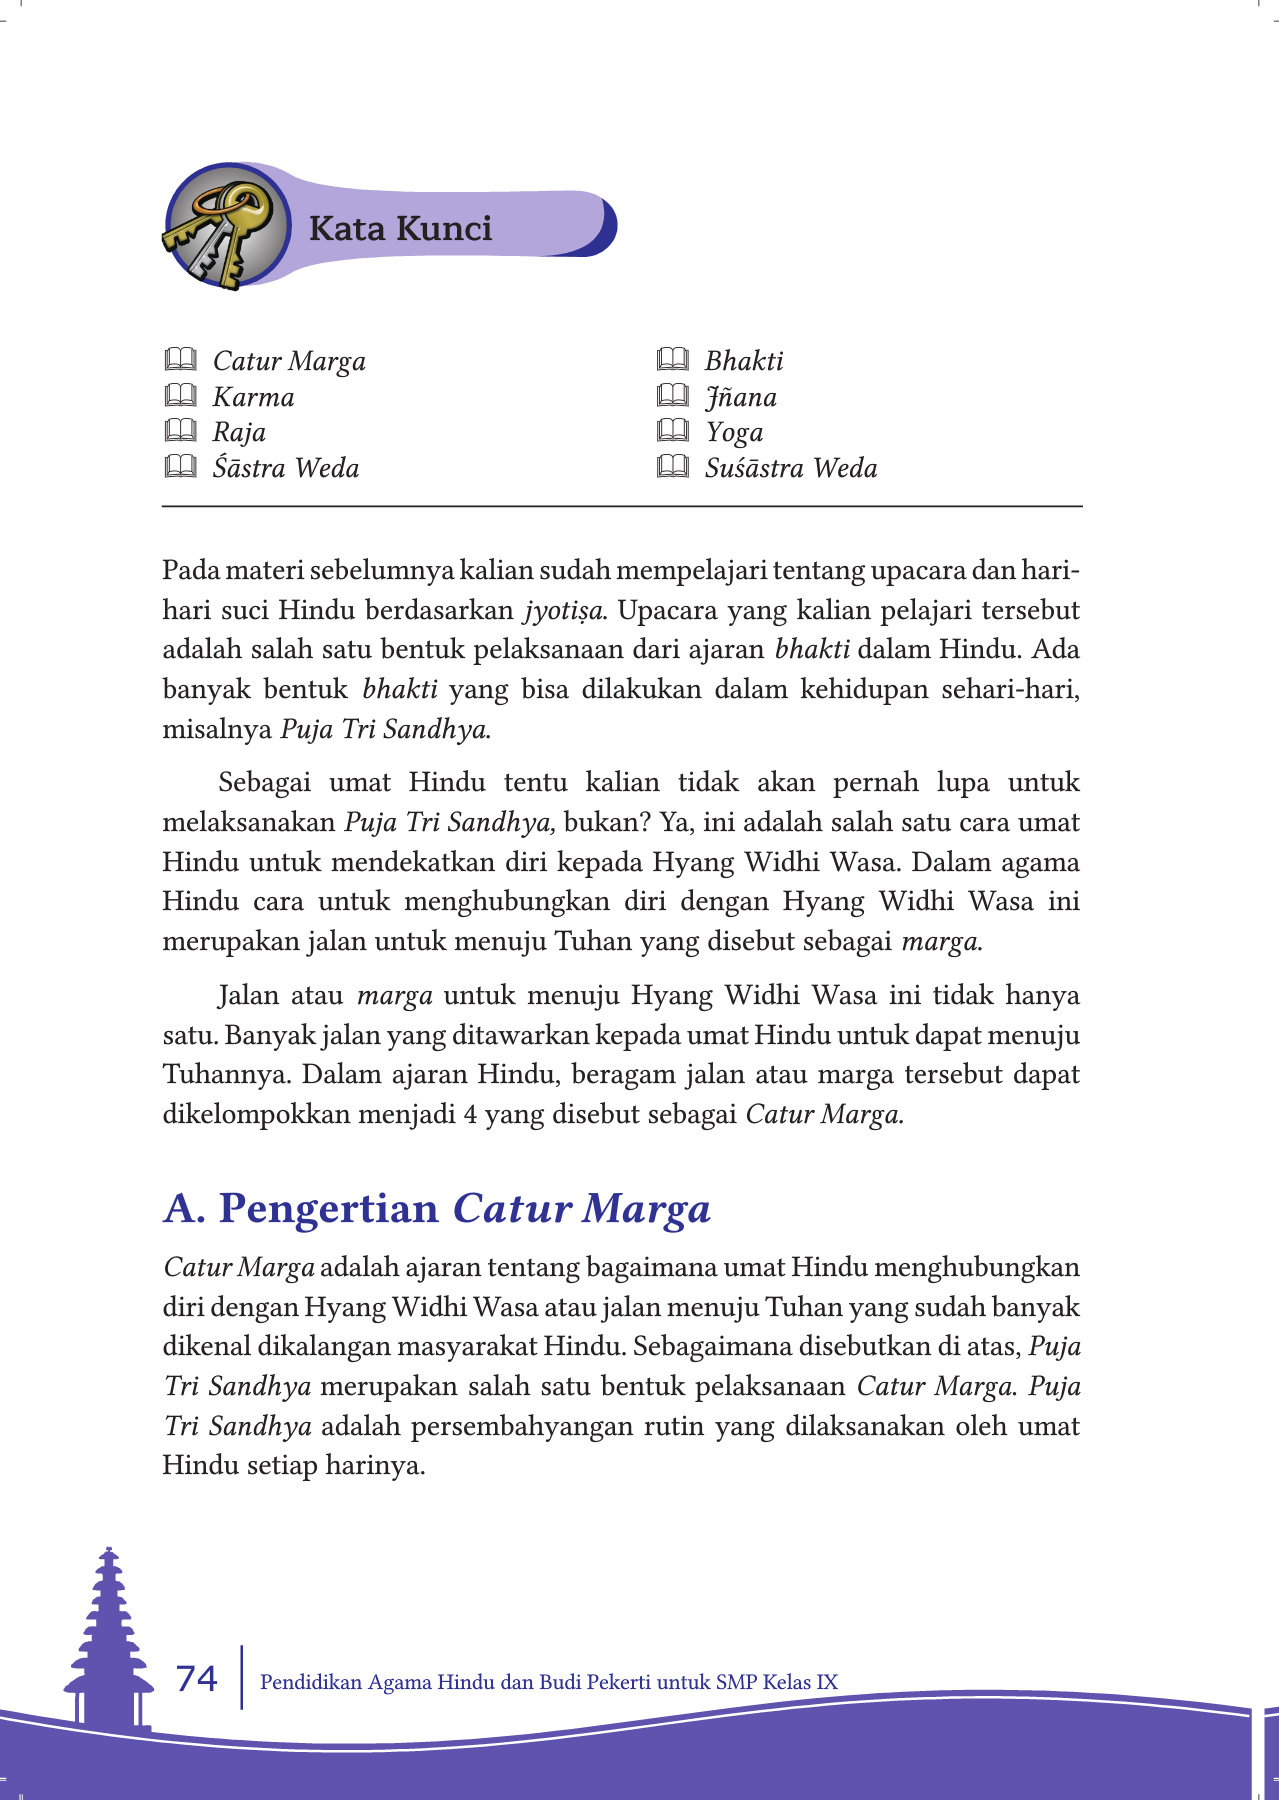 Kata Kunci
Catur Marga
Karma
Raja
Śāstra Weda
Bhakti
Jñana
Yoga
Suśāstra Weda
Pada materi sebelumnya kalian sudah mempelajari tentang upacara dan hari-
hari suci Hindu berdasarkan jyotiṣa. Upacara yang kalian pelajari tersebut
adalah salah satu bentuk pelaksanaan dari ajaran bhakti dalam Hindu. Ada
banyak bentuk bhakti yang bisa dilakukan dalam kehidupan sehari-hari,
misalnya Puja Tri Sandhya.
Sebagai umat Hindu tentu kalian tidak akan pernah lupa untuk
melaksanakan Puja Tri Sandhya, bukan? Ya, ini adalah salah satu cara umat
Hindu untuk mendekatkan diri kepada Hyang Widhi Wasa. Dalam agama
Hindu cara untuk menghubungkan diri dengan Hyang Widhi Wasa ini
merupakan jalan untuk menuju Tuhan yang disebut sebagai marga.
Jalan atau marga untuk menuju Hyang Widhi Wasa ini tidak hanya
satu. Banyak jalan yang ditawarkan kepada umat Hindu untuk dapat menuju
Tuhannya. Dalam ajaran Hindu, beragam jalan atau marga tersebut dapat
dikelompokkan menjadi 4 yang disebut sebagai Catur Marga.
A. Pengertian Catur Marga
Catur Marga adalah ajaran tentang bagaimana umat Hindu menghubungkan
diri dengan Hyang Widhi Wasa atau jalan menuju Tuhan yang sudah banyak
dikenal dikalangan masyarakat Hindu. Sebagaimana disebutkan di atas, Puja
Tri Sandhya merupakan salah satu bentuk pelaksanaan Catur Marga. Puja
Tri Sandhya adalah persembahyangan rutin yang dilaksanakan oleh umat
Hindu setiap harinya.
74
Pendidikan Agama Hindu dan Budi Pekerti untuk SMP Kelas IX